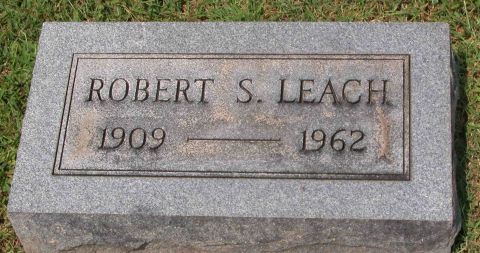 ROBERT S. LEACH
1909 — 1962